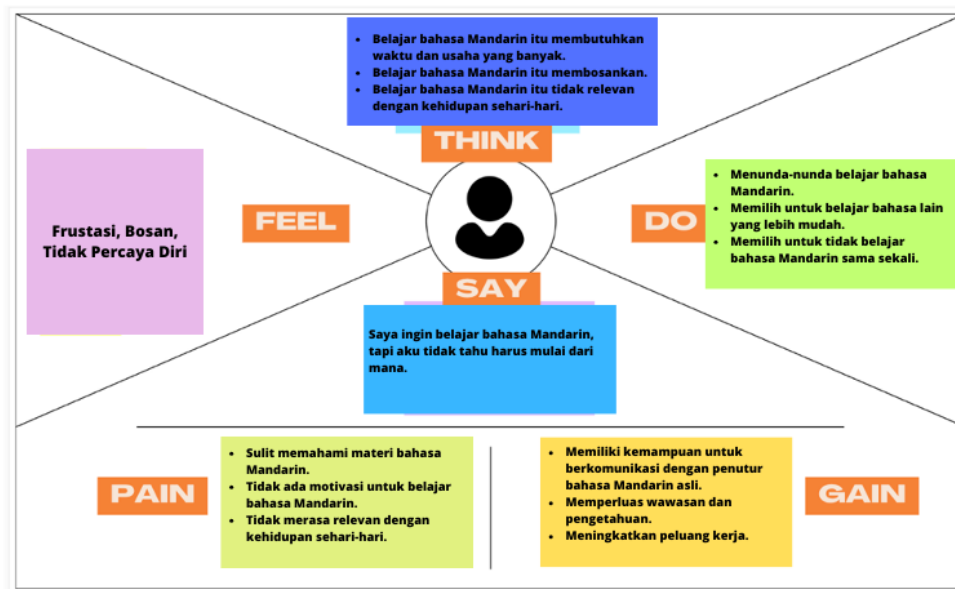 • Belajar bahasa Mandarin itu membutuhkan
waktu dan usaha yang banyak.
• Belajar bahasa Mandarin itu membosankan.
• Belajar bahasa Mandarin itu tidak relevan
dengan kehidupan sehari-hari.
THINK
Frustasi, Bosan,
Tidak Percaya Diri
FEEL
DO
• Menunda-nunda belajar bahasa
Mandarin.
• Memilih untuk belajar bahasa lain
yang lebih mudah.
• Memilih untuk tidak belajar
bahasa Mandarin sama sekali.
SAY
Saya ingin belajar bahasa Mandarin,
tapi aku tidak tahu harus mulai dari
mana.
PAIN
• Sulit memahami materi bahasa
Mandarin.
• Tidak ada motivasi untuk belajar
bahasa Mandarin.
• Tidak merasa relevan dengan
kehidupan sehari-hari.
• Memiliki kemampuan untuk
berkomunikasi dengan penutur
bahasa Mandarin asli.
• Memperluas wawasan dan
pengetahuan.
• Meningkatkan peluang kerja.
GAIN